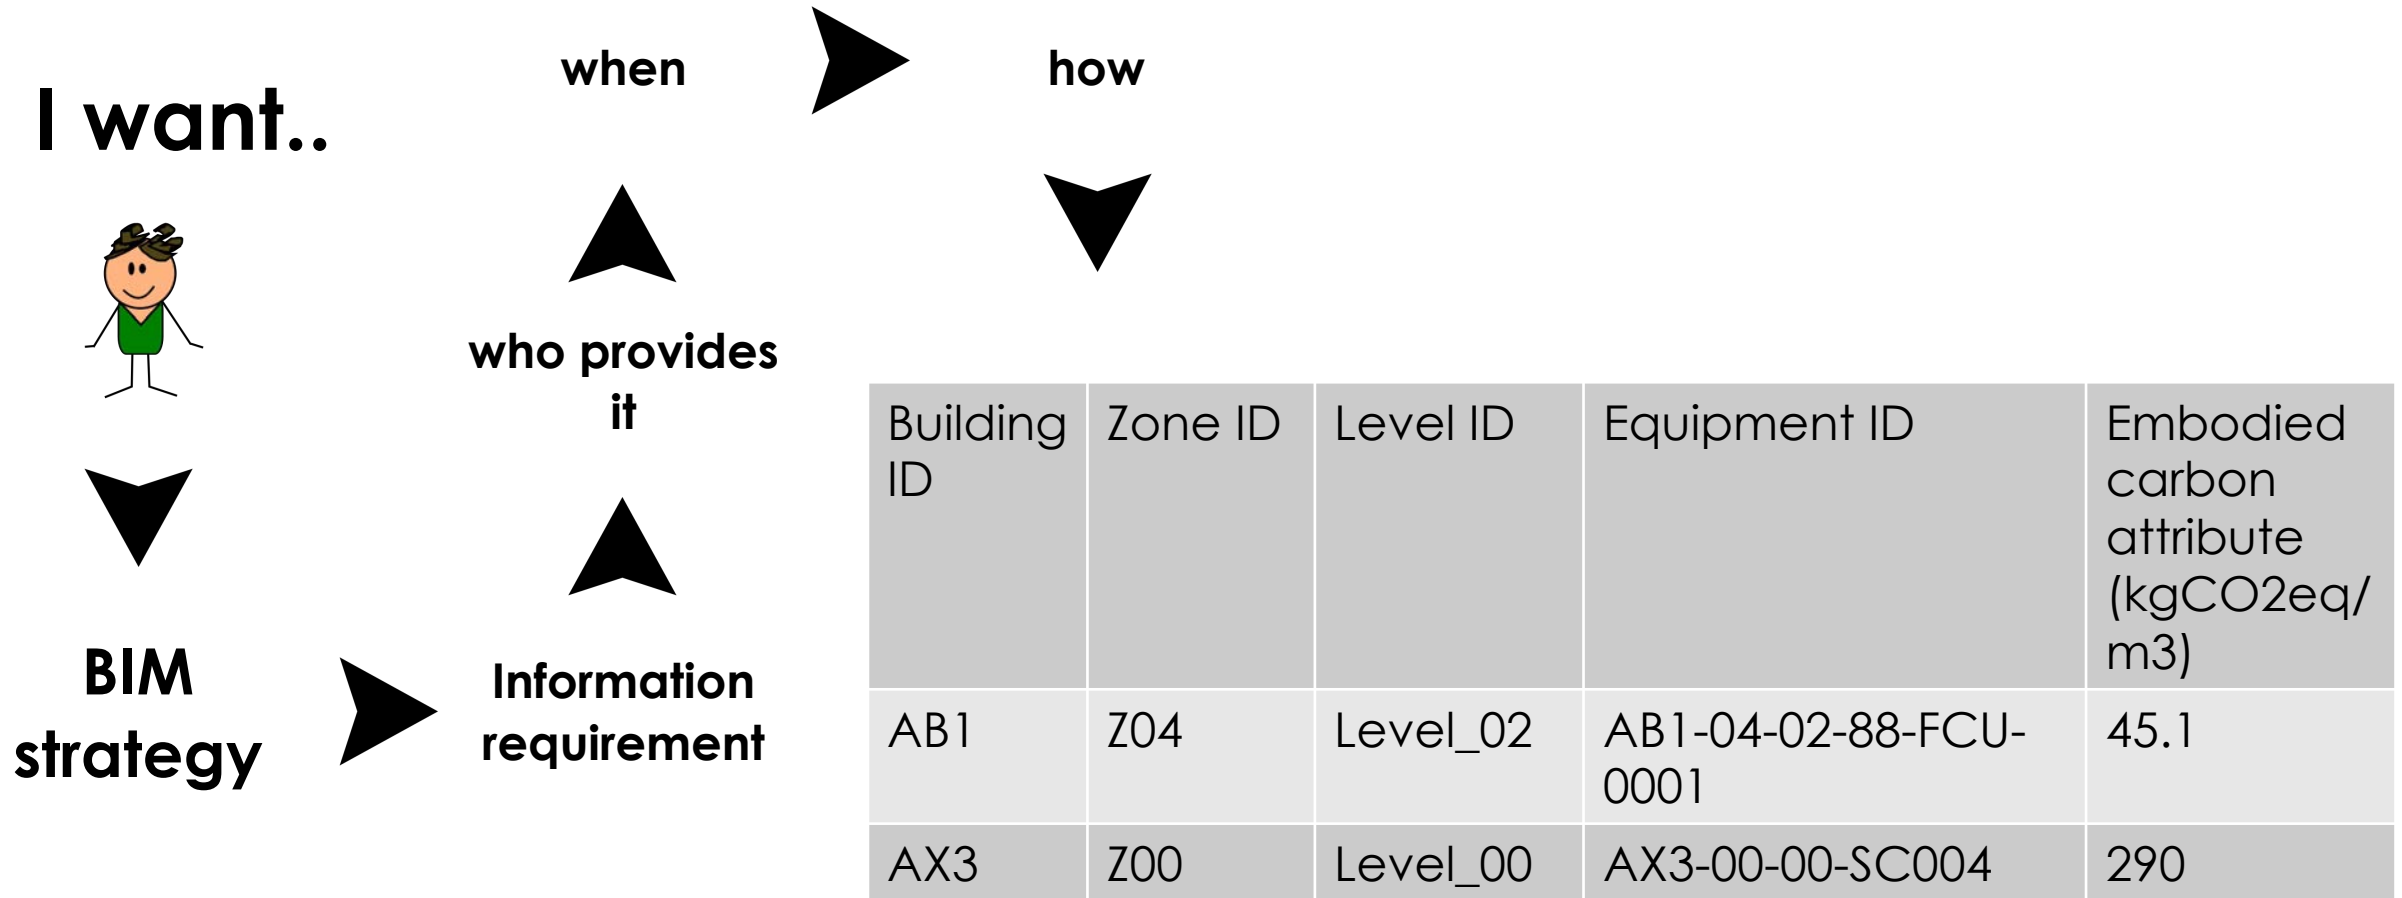 I want..
BIM
strategy
Information
requirement
who provides
it
when
how
Building
ID
Zone ID
Level ID
Equipment ID
Embodied
carbon
attribute
(kgCO2eq/
m3)
AB1
Z04
Level_02
AB1-04-02-88-FCU-
0001
45.1
AX3
Z00
Level_00
AX3-00-00-SC004
290